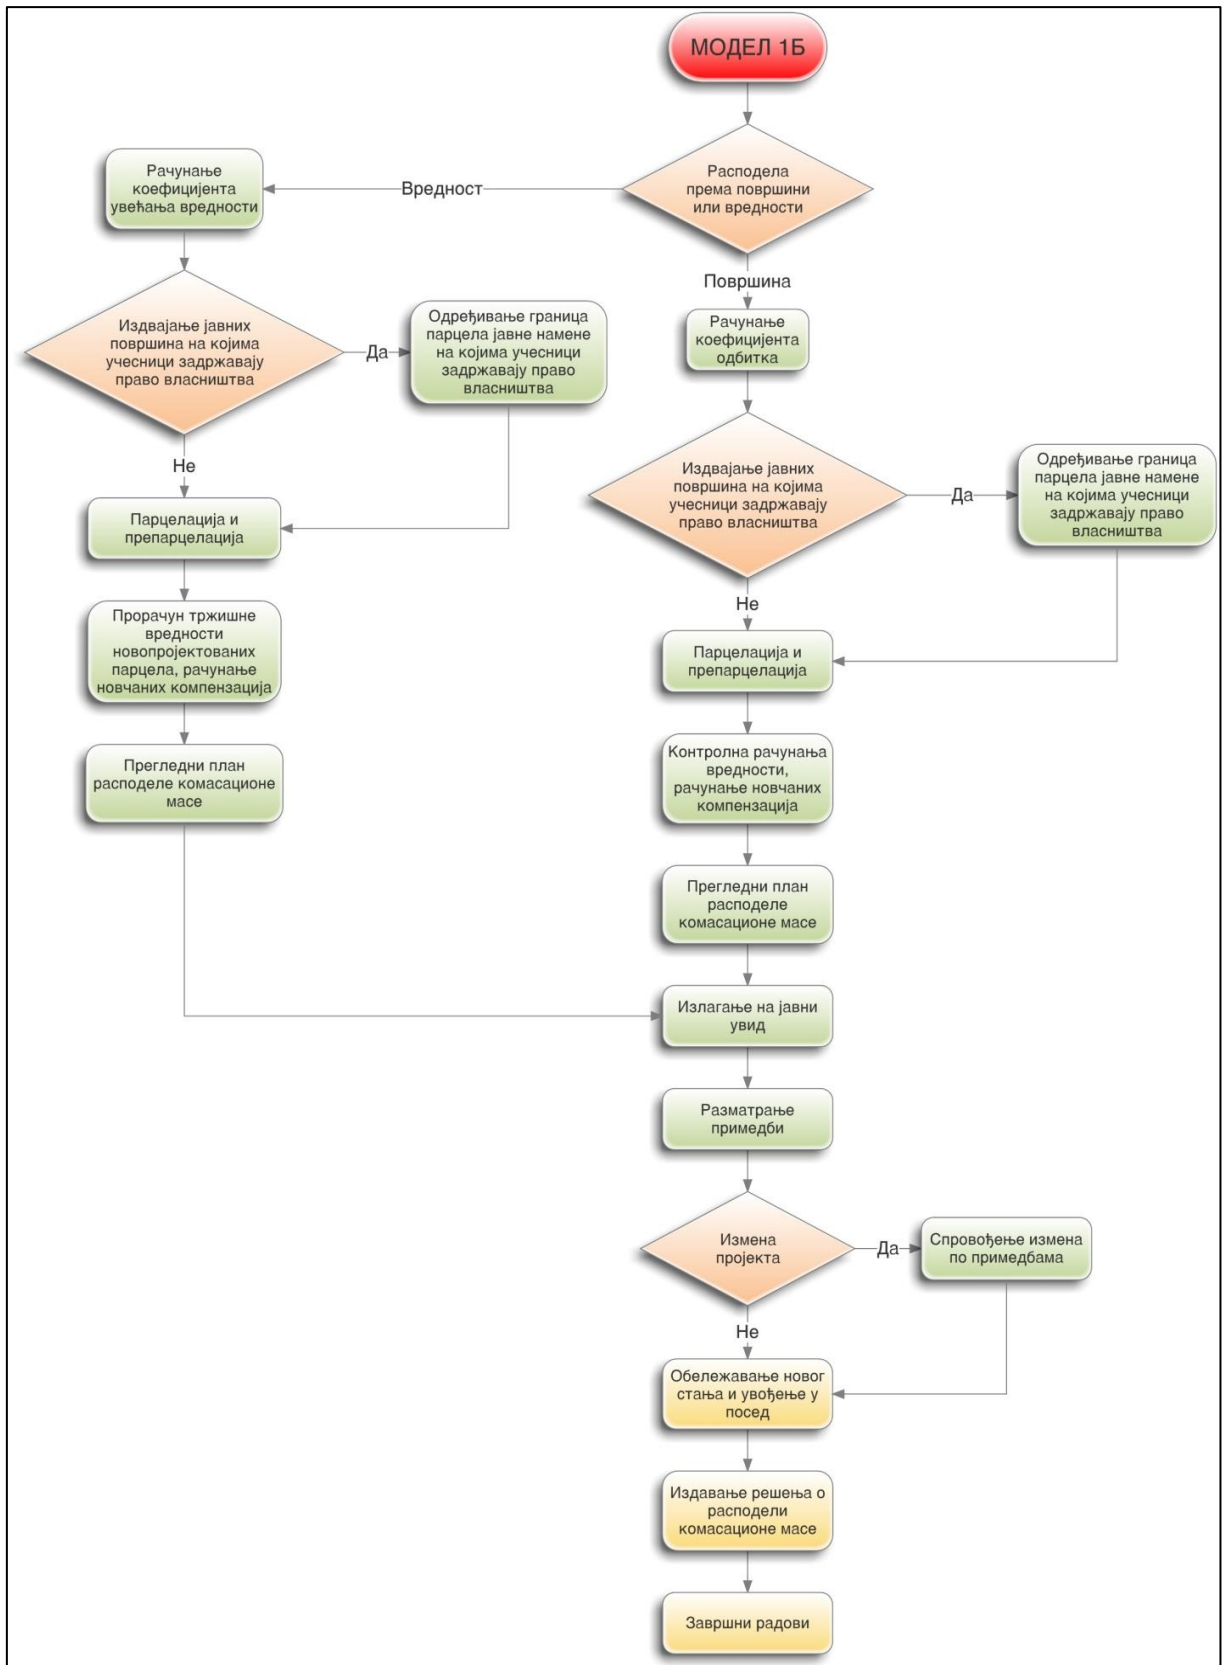 МОДЕЛ 1Б
Расподела
према површини
или вредности
Вредност
Рачунање
коефицијента
увећања вредности
Површина
Издвајање јавних
површина на којима
учесници задржавају
право власништва
Да
Одређивање граница
парцела јавне намене
на којима учесници
задржавају право
власништва
Рачунање
коефицијента
одбитка
Не
Издвајање јавних
површина на којима
учесници задржавају
право власништва
Да
Одређивање граница
парцела јавне намене
на којима учесници
задржавају право
власништва
Парцелација и
препарцелација
Не
Прорачун тржишне
вредности
новопројектованих
парцела, рачунање
новчаних компензација
Парцелација и
препарцелација
Прегледни план
расподеле комасационе
масе
Контролна рачунања
вредности,
рачунање новчаних
компензација
Прегледни план
расподеле
комасационе масе
Излагање на јавни
увид
Разматрање
примедби
Измена
пројекта
Да
Спровођење измена
по примедбама
Не
Обележавање новог
стања и увођење у
посед
Издавање решења о
расподели
комасационе масе
Завршни радови